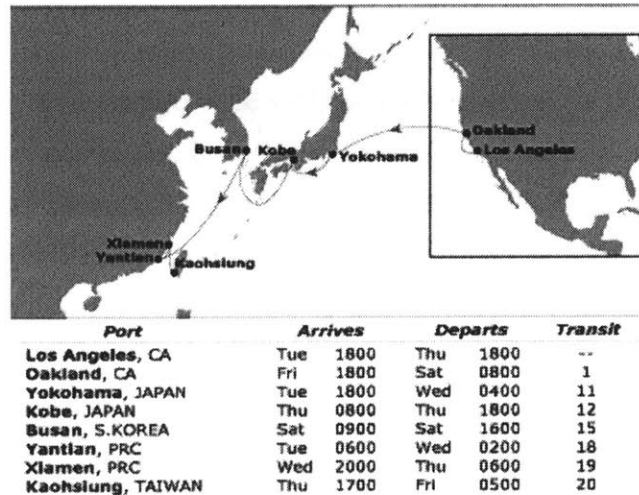 Oakland
Los Angeles
Busan
Kobe
Yokohama
Xiamen
Yantian
Kaohsiung
Port Arrives Departs Transit
Los Angeles, CA Tue 1800 Thu 1800 --
Oakland, CA Fri 1800 Sat 0800 1
Yokohama, JAPAN Tue 1800 Wed 0400 11
Kobe, JAPAN Thu 0800 Thu 1800 12
Busan, S.KOREA Sat 0900 Sat 1600 15
Yantian, PRC Tue 0600 Wed 0200 18
Xiamen, PRC Wed 2000 Thu 0600 19
Kaohsiung, TAIWAN Thu 1700 Fri 0500 20